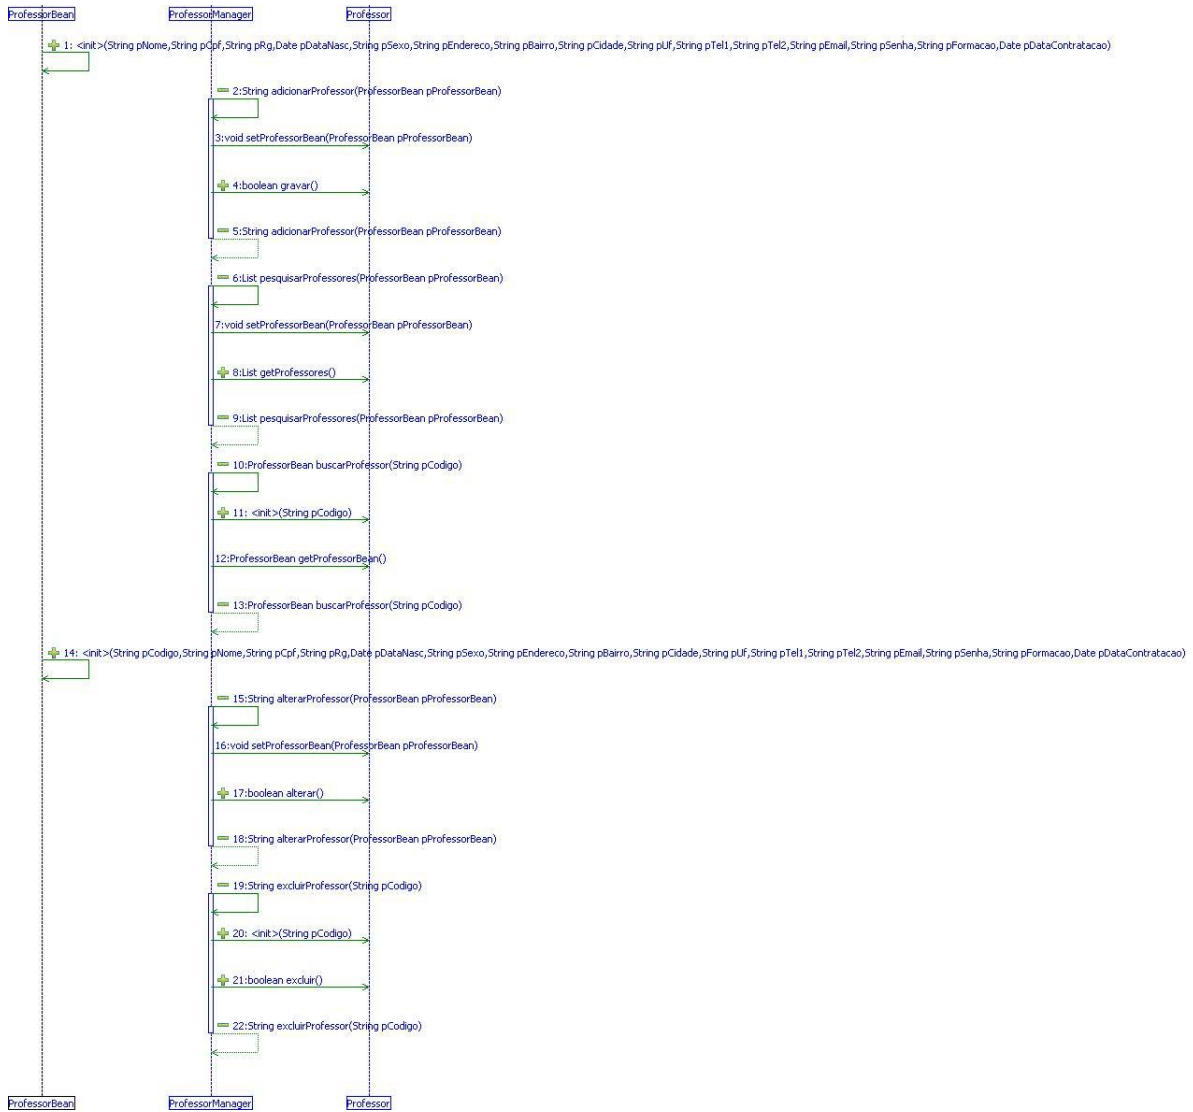 ProfessorBean ProfessorManager Professor
1: <init>(String pNome,String pCpf,String pRg,Date pDataNasc,String pSexo,String pEndereco,String pBairro,String pCidade,String pUf,String pTel1,String pTel2,String pEmail,String pSenha,String pFormacao,Date pDataContratacao)
2:String adicionarProfessor(ProfessorBean pProfessorBean)
3:void setProfessorBean(ProfessorBean pProfessorBean)
4:boolean gravar()
5:String adicionarProfessor(ProfessorBean pProfessorBean)
6:List pesquisarProfessores(ProfessorBean pProfessorBean)
7:void setProfessorBean(ProfessorBean pProfessorBean)
8:List getProfessores()
9:List pesquisarProfessores(ProfessorBean pProfessorBean)
10:ProfessorBean buscarProfessor(String pCodigo)
11: <init>(String pCodigo)
12:ProfessorBean getProfessorBean()
13:ProfessorBean buscarProfessor(String pCodigo)
14: <init>(String pCodigo,String pNome,String pCpf,String pRg,Date pDataNasc,String pSexo,String pEndereco,String pBairro,String pCidade,String pUf,String pTel1,String pTel2,String pEmail,String pSenha,String pFormacao,Date pDataContratacao)
15:String alterarProfessor(ProfessorBean pProfessorBean)
16:void setProfessorBean(ProfessorBean pProfessorBean)
17:boolean alterar()
18:String alterarProfessor(ProfessorBean pProfessorBean)
19:String excluirProfessor(String pCodigo)
20: <init>(String pCodigo)
21:boolean excluir()
22:String excluirProfessor(String pCodigo)
ProfessorBean ProfessorManager Professor